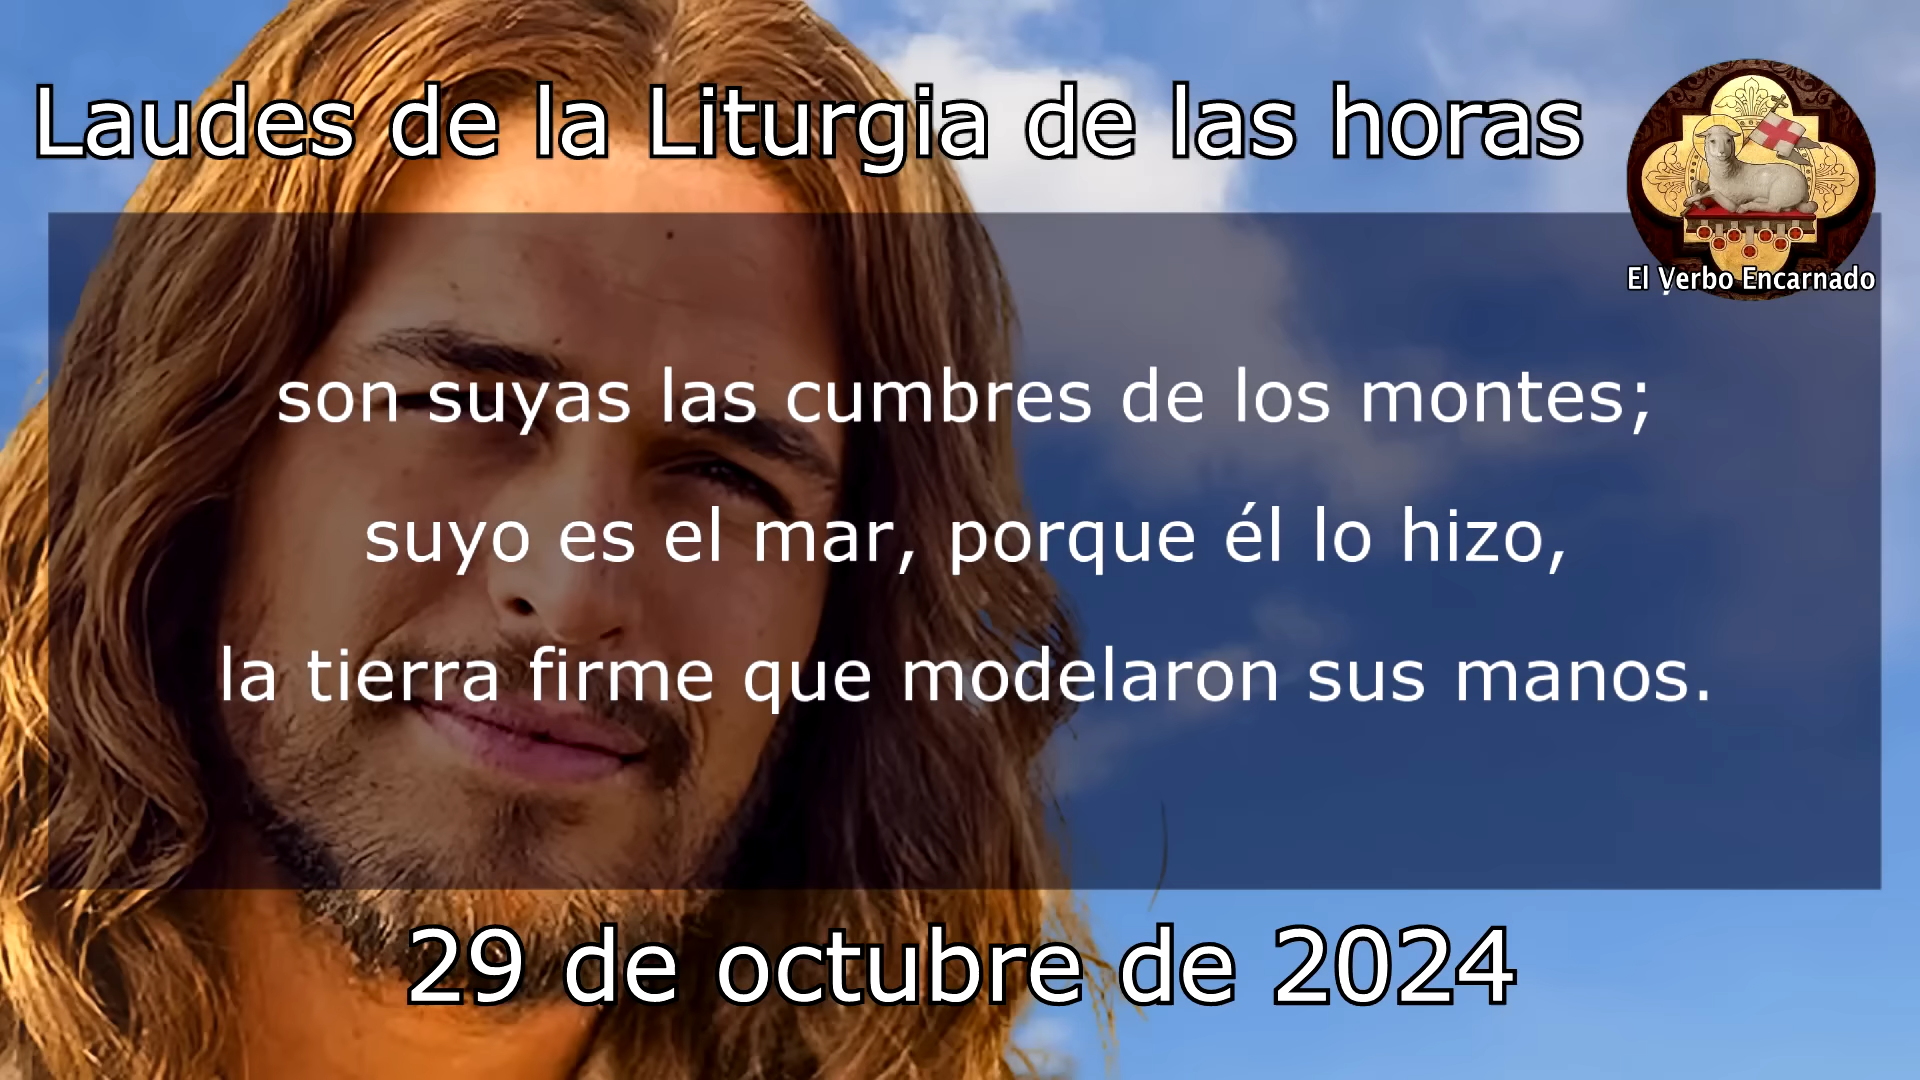 Laudes de la Liturgia de las horas
El Verbo Encarnado
son suyas las cumbres de los montes;
suyo es el mar, porque él lo hizo,
la tierra firme que modelaron sus manos.
29 de octubre de 2024